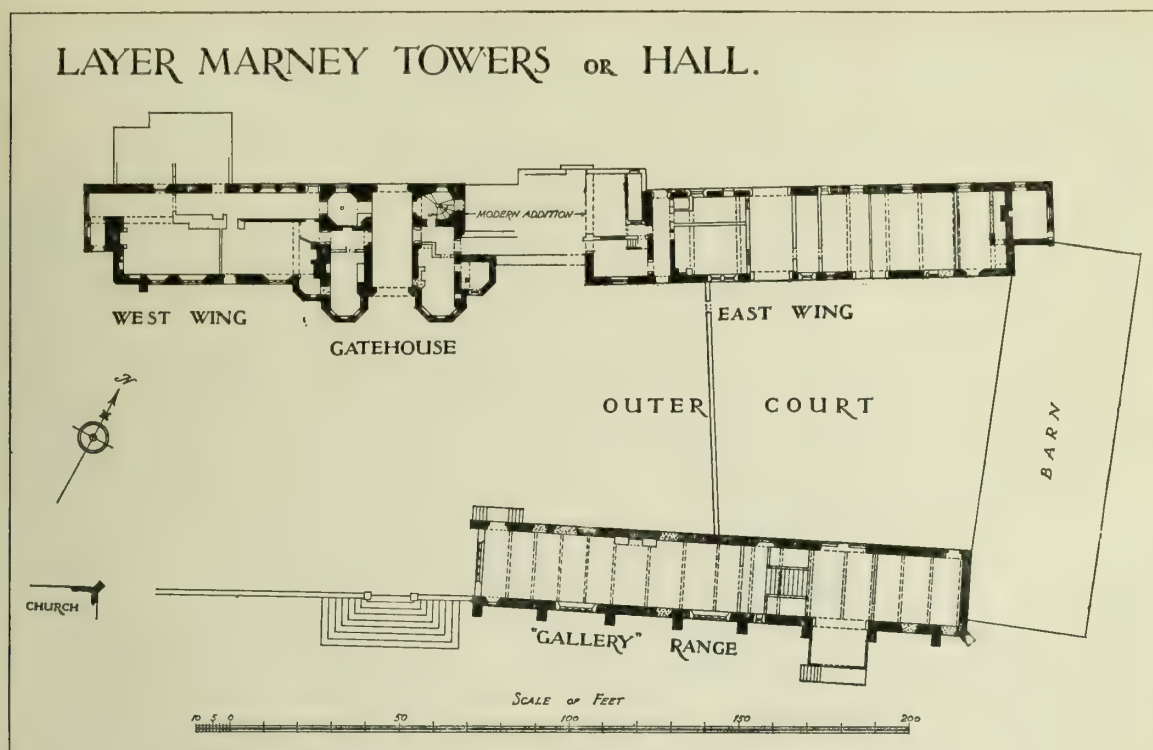 LAYER MARNEY TOWERS OR HALL.
MODERN ADDITION
WEST WING
EAST WING
GATEHOUSE
N
OUTER COURT
BARN
CHURCH
"GALLERY" RANGE
SCALE OF FEET
10 5 0 50 100 150 200